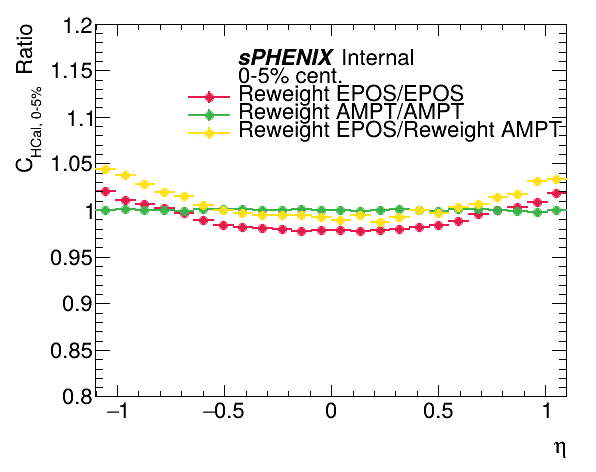 1.2
sPHENIX Internal
0-5% cent.
Reweight EPOS/EPOS
Reweight AMPT/AMPT
Reweight EPOS/Reweight AMPT
C_HCal, 0-5% Ratio
1.15
1.1
1.05
1
0.95
0.9
0.85
0.8
−1 −0.5 0 0.5 1
η